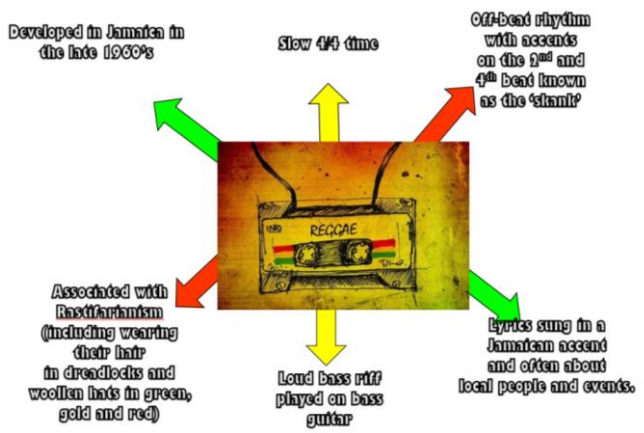 Developed in Jamaica in
the late 1960's
Slow 4/4 time
Off-beat rhythm
with accents
on the 2nd and
4th beat known
as the 'skank'
REGGAE
Associated with
Rastifarianism
(including wearing
their hair
in dreadlocks and
woollen hats in green,
gold and red)
Loud bass riff
played on bass
guitar
Lyrics sung in a
Jamaican accent
and often about
local people and events.